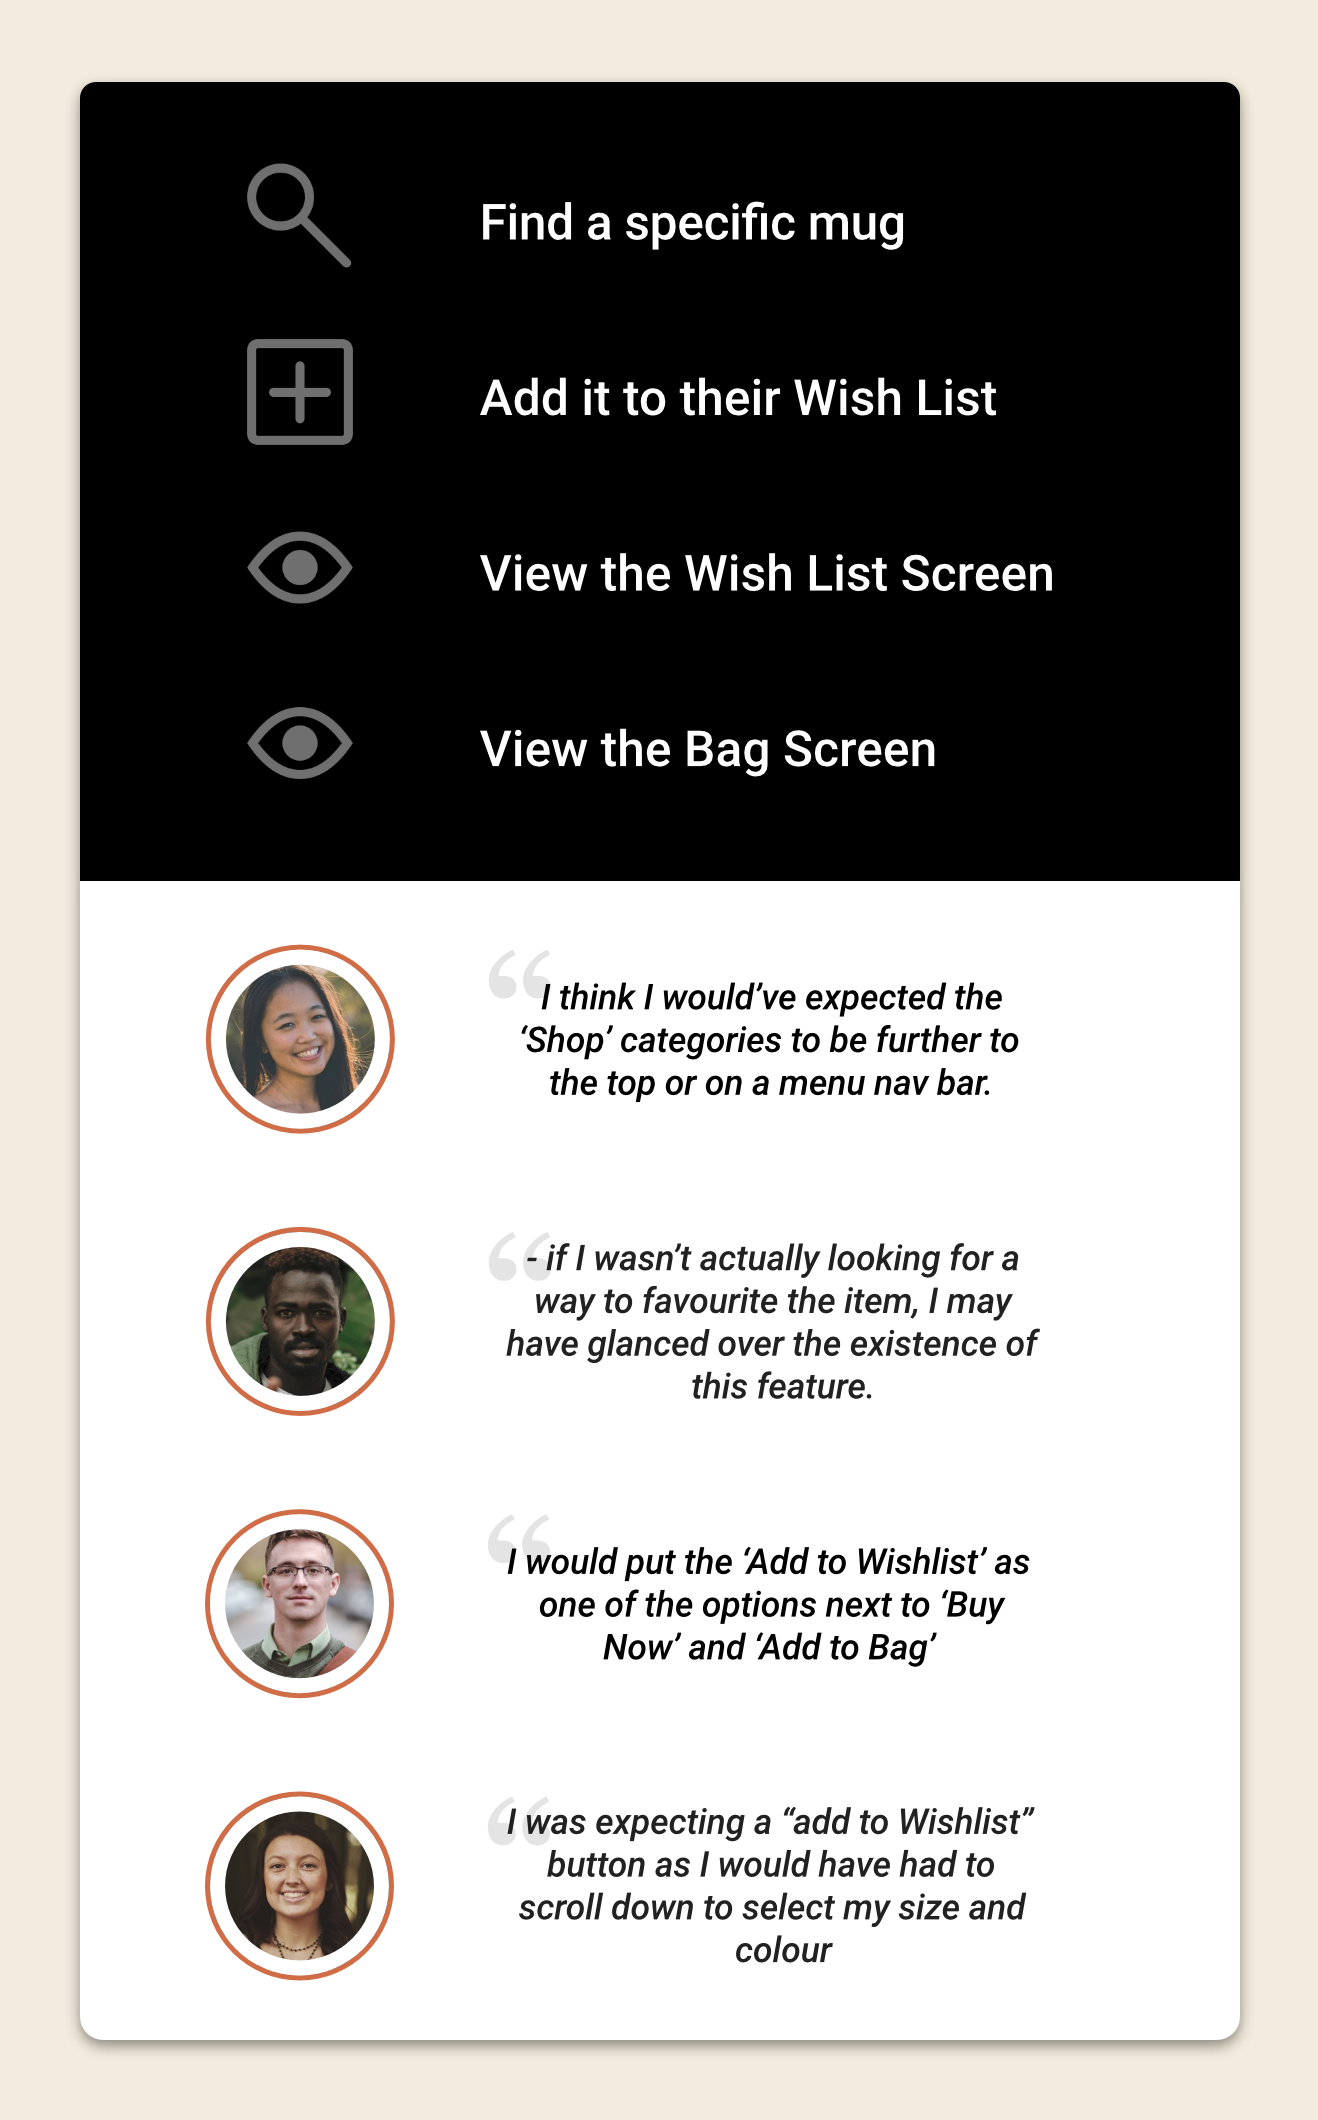 Find a specific mug
Add it to their Wish List
View the Wish List Screen
View the Bag Screen
“
I think I would’ve expected the
‘Shop’ categories to be further to
the top or on a menu nav bar.
“
- if I wasn’t actually looking for a
way to favourite the item, I may
have glanced over the existence of
this feature.
“
I would put the ‘Add to Wishlist’ as
one of the options next to ‘Buy
Now’ and ‘Add to Bag’
“
I was expecting a “add to Wishlist”
button as I would have had to
scroll down to select my size and
colour